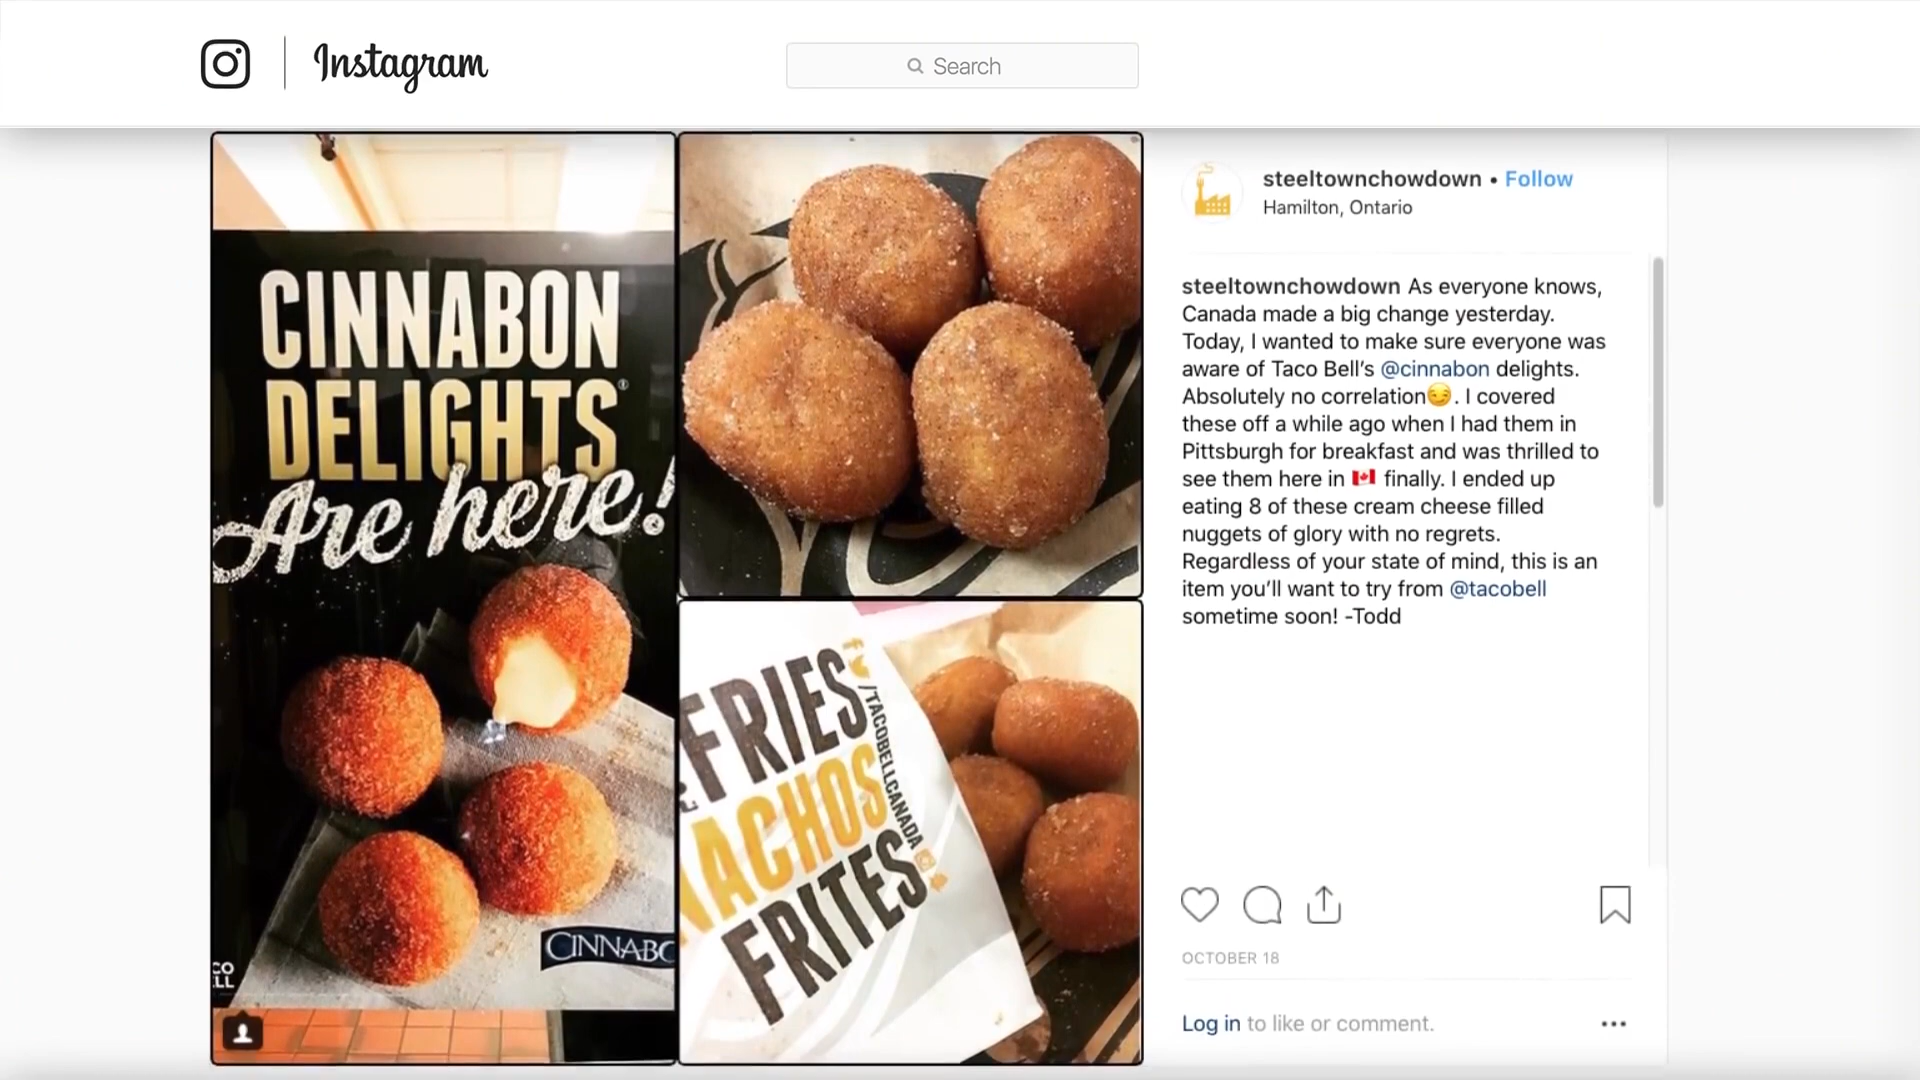 Instagram
Search
CINNABON
DELIGHTS®
Are here!
CINNABO
CO
LL
FRIES
NACHOS
FRITES
/TACOBELLCANADA
steeltownchowdown • Follow
Hamilton, Ontario
steeltownchowdown As everyone knows,
Canada made a big change yesterday.
Today, I wanted to make sure everyone was
aware of Taco Bell's @cinnabon delights.
Absolutely no correlation😏. I covered
these off a while ago when I had them in
Pittsburgh for breakfast and was thrilled to
see them here in 🇨🇦 finally. I ended up
eating 8 of these cream cheese filled
nuggets of glory with no regrets.
Regardless of your state of mind, this is an
item you'll want to try from @tacobell
sometime soon! -Todd
OCTOBER 18
Log in to like or comment.